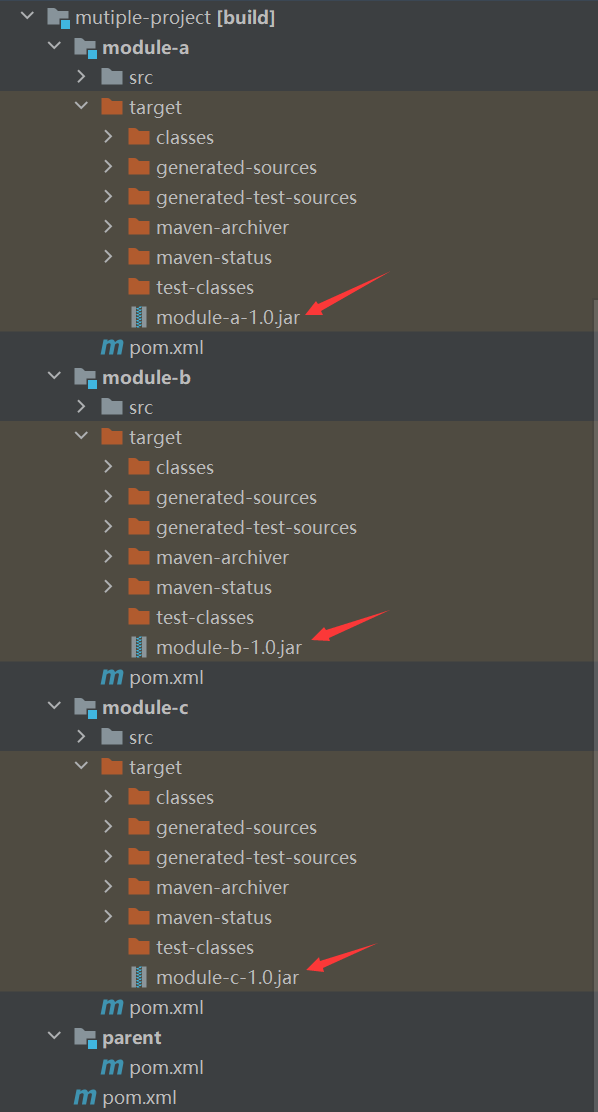 mutiple-project [build]
module-a
src
target
classes
generated-sources
generated-test-sources
maven-archiver
maven-status
test-classes
module-a-1.0.jar
m pom.xml
module-b
src
target
classes
generated-sources
generated-test-sources
maven-archiver
maven-status
test-classes
module-b-1.0.jar
m pom.xml
module-c
src
target
classes
generated-sources
generated-test-sources
maven-archiver
maven-status
test-classes
module-c-1.0.jar
m pom.xml
parent
m pom.xml
m pom.xml